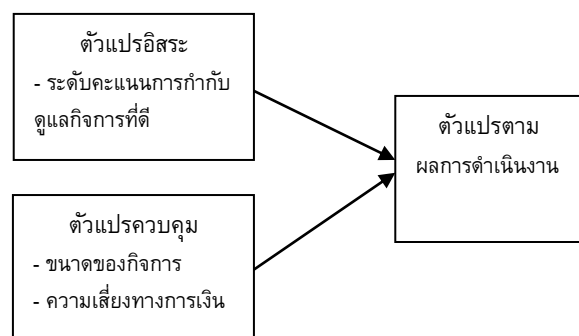 ตัวแปรอิสระ
- ระดับคะแนนการกำกับ
ดูแลกิจการที่ดี
ตัวแปรตาม
ผลการดำเนินงาน
ตัวแปรควบคุม
- ขนาดของกิจการ
- ความเสี่ยงทางการเงิน